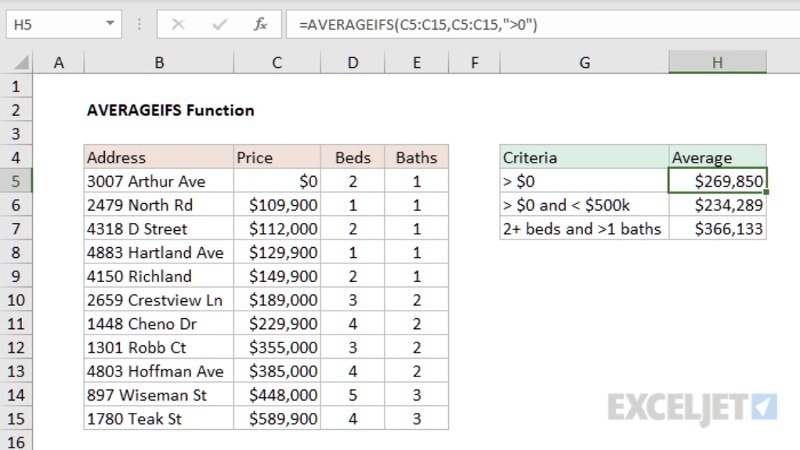 H5 =AVERAGEIFS(C5:C15,C5:C15,">0")
A B C D E F G H
1
2 AVERAGEIFS Function
3
4 Address Price Beds Baths Criteria Average
5 3007 Arthur Ave $0 2 1 > $0 $269,850
6 2479 North Rd $109,900 1 1 > $0 and < $500k $234,289
7 4318 D Street $112,000 2 1 2+ beds and >1 baths $366,133
8 4883 Hartland Ave $129,900 1 1
9 4150 Richland $149,900 2 1
10 2659 Crestview Ln $189,000 3 2
11 1448 Cheno Dr $229,900 4 2
12 1301 Robb Ct $355,000 3 2
13 4803 Hoffman Ave $385,000 4 2
14 897 Wiseman St $448,000 5 3
15 1780 Teak St $589,900 4 3
16
EXCELJET